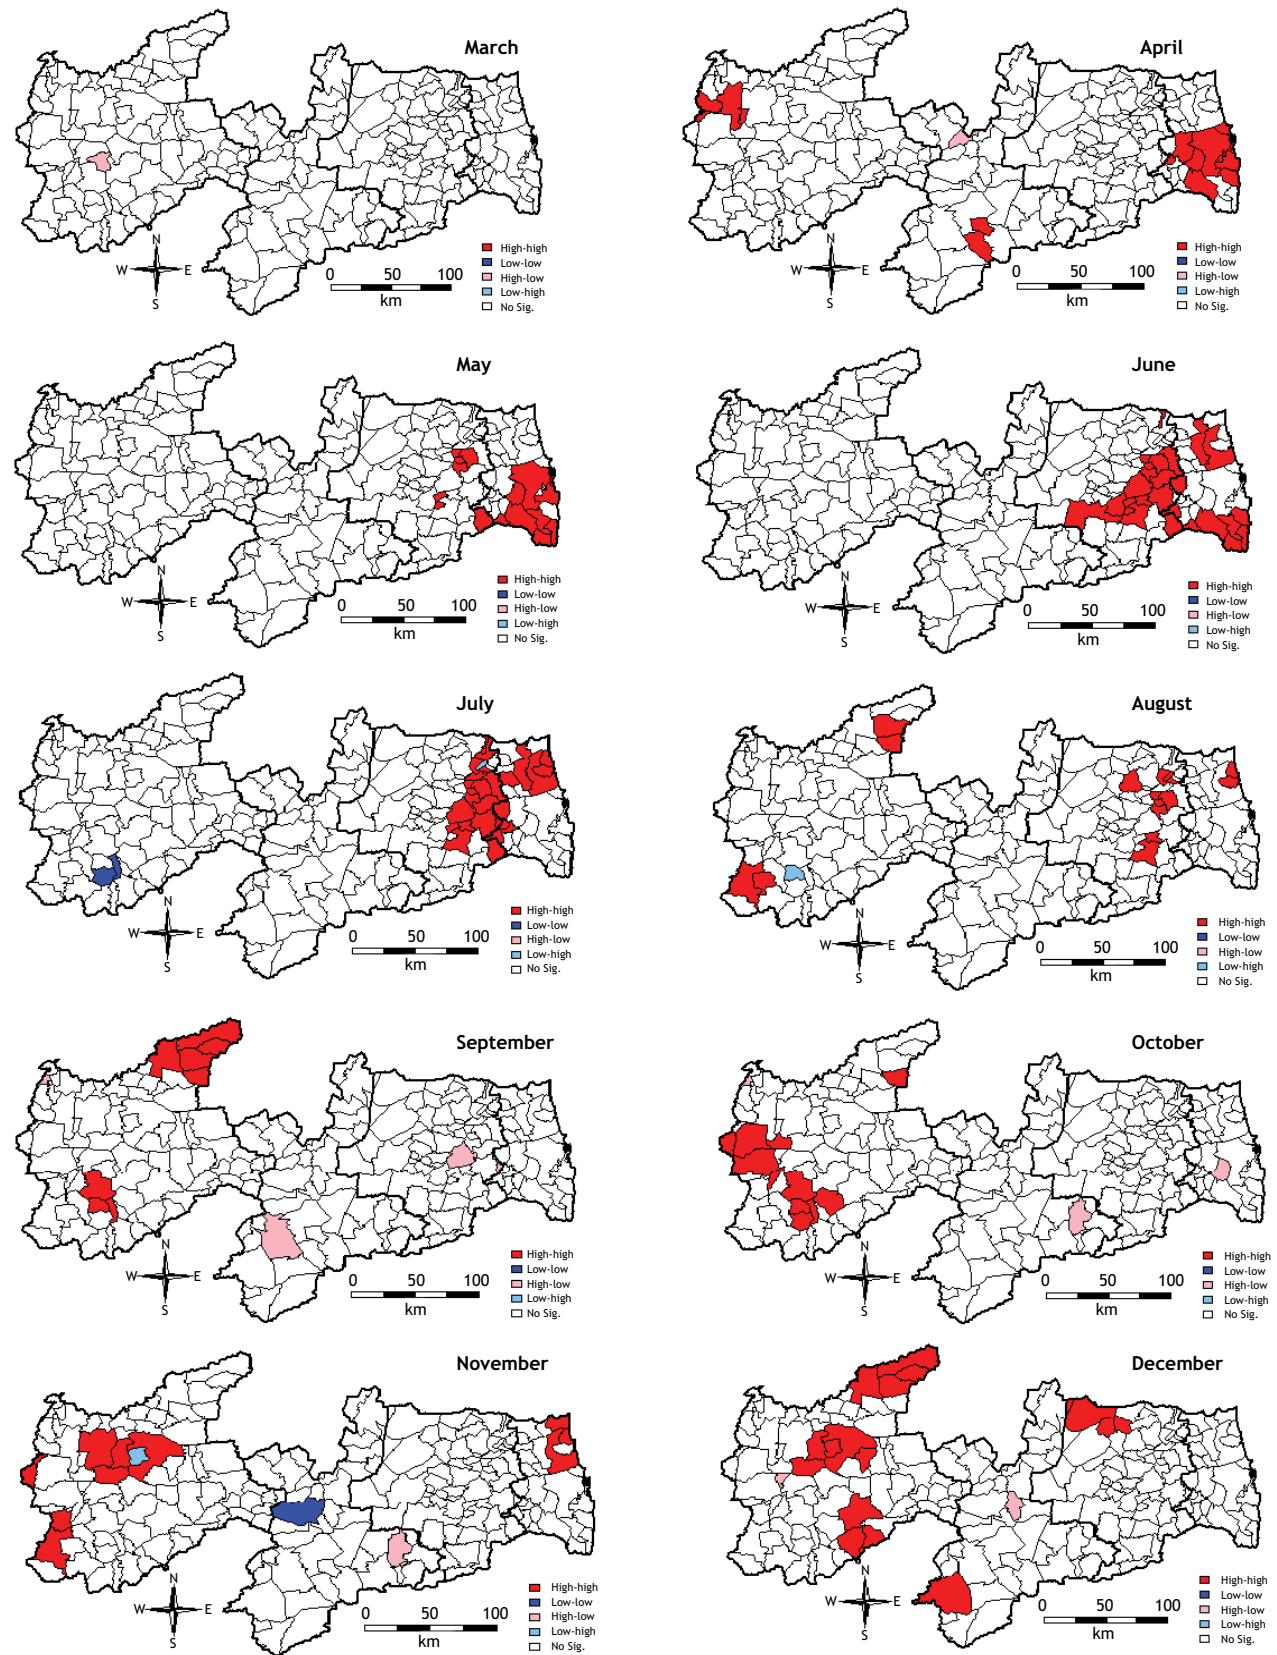 March
N
W E
S
0 50 100
km
High-high
Low-low
High-low
Low-high
No Sig.
April
N
W E
S
0 50 100
km
High-high
Low-low
High-low
Low-high
No Sig.
May
N
W E
S
0 50 100
km
High-high
Low-low
High-low
Low-high
No Sig.
June
N
W E
S
0 50 100
km
High-high
Low-low
High-low
Low-high
No Sig.
July
N
W E
S
0 50 100
km
High-high
Low-low
High-low
Low-high
No Sig.
August
N
W E
S
0 50 100
km
High-high
Low-low
High-low
Low-high
No Sig.
September
N
W E
S
0 50 100
km
High-high
Low-low
High-low
Low-high
No Sig.
October
N
W E
S
0 50 100
km
High-high
Low-low
High-low
Low-high
No Sig.
November
N
W E
S
0 50 100
km
High-high
Low-low
High-low
Low-high
No Sig.
December
N
W E
S
0 50 100
km
High-high
Low-low
High-low
Low-high
No Sig.